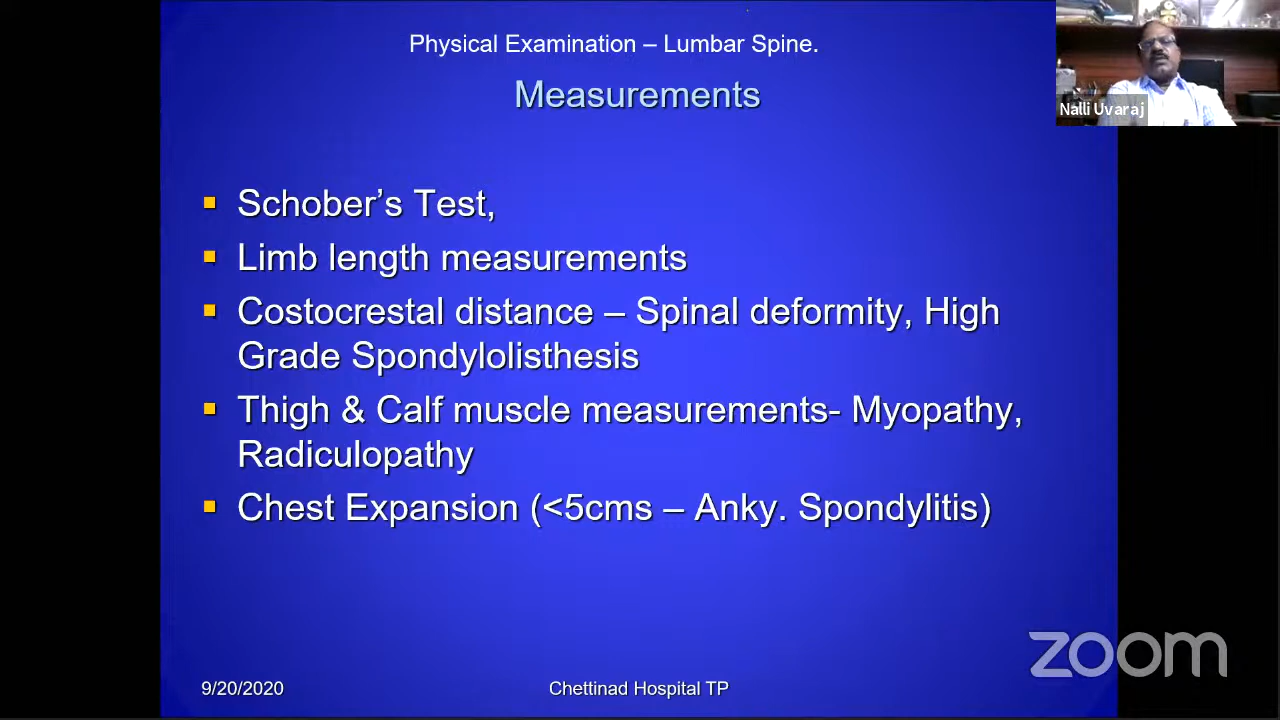 Physical Examination – Lumbar Spine.
Measurements
Nalli Uvaraj
Schober’s Test,
Limb length measurements
Costocrestal distance – Spinal deformity, High
Grade Spondylolisthesis
Thigh & Calf muscle measurements- Myopathy,
Radiculopathy
Chest Expansion (<5cms – Anky. Spondylitis)
zoom
9/20/2020
Chettinad Hospital TP